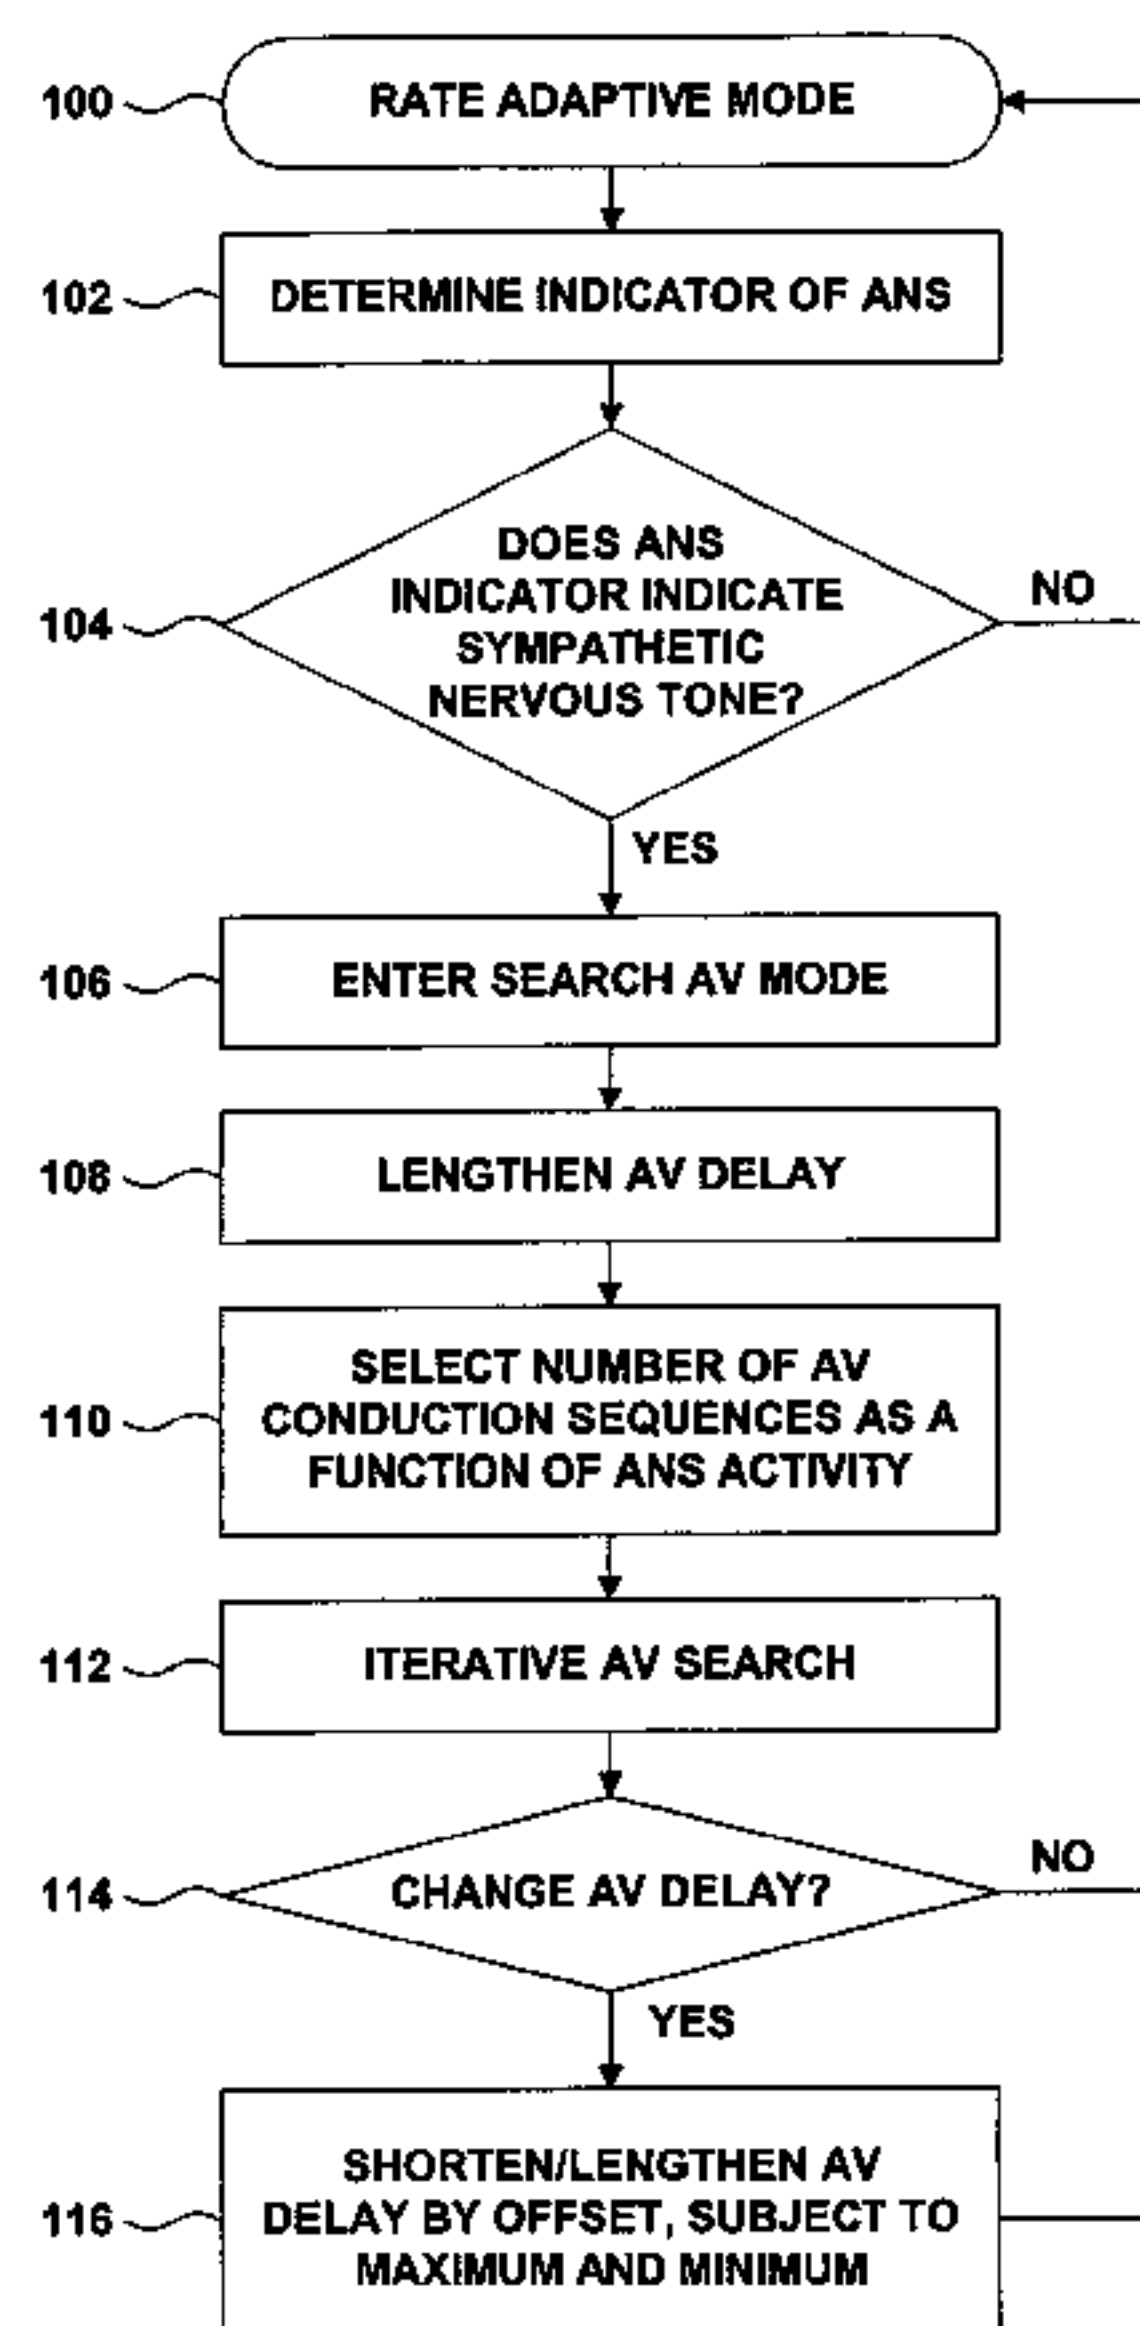 100
RATE ADAPTIVE MODE
102
DETERMINE INDICATOR OF ANS
104
DOES ANS
INDICATOR INDICATE
SYMPATHETIC
NERVOUS TONE?
NO
YES
106
ENTER SEARCH AV MODE
108
LENGTHEN AV DELAY
110
SELECT NUMBER OF AV
CONDUCTION SEQUENCES AS A
FUNCTION OF ANS ACTIVITY
112
ITERATIVE AV SEARCH
114
CHANGE AV DELAY?
NO
YES
116
SHORTEN/LENGTHEN AV
DELAY BY OFFSET, SUBJECT TO
MAXIMUM AND MINIMUM